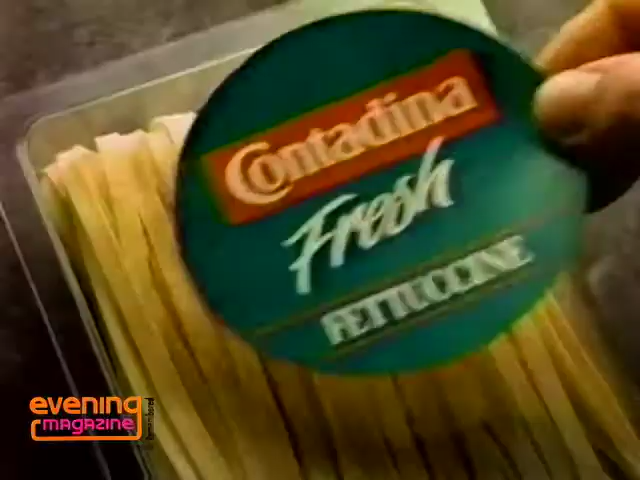 Contadina
Fresh
FETTUCCINE
evening
magazine